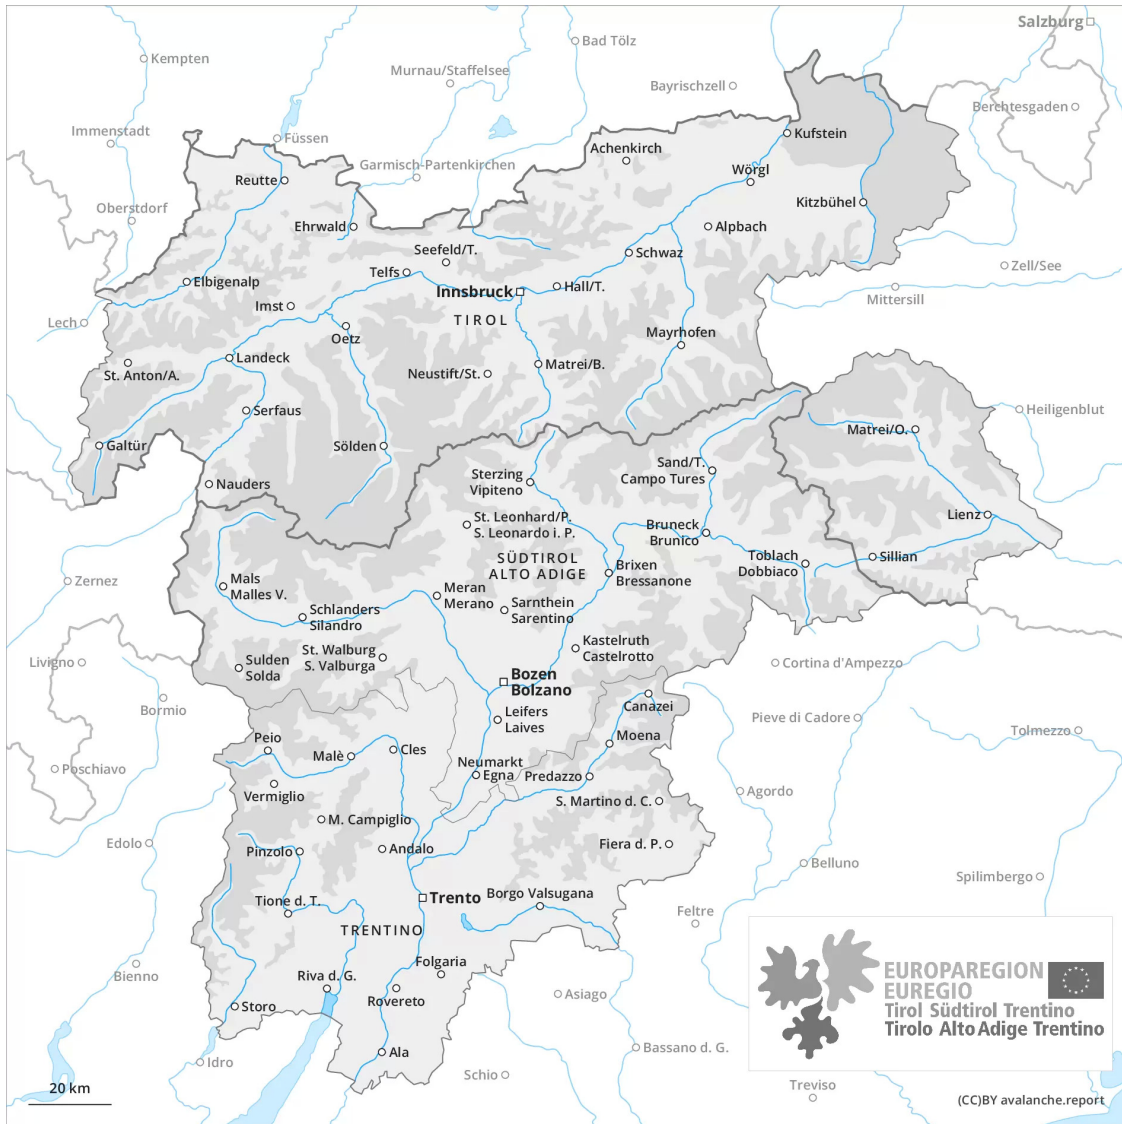 Salzburg
Bad Tölz
Kempten
Murnau/Staffelsee
Bayrischzell
Berchtesgaden
Immenstadt
Füssen
Kufstein
Achenkirch
Garmisch-Partenkirchen
Wörgl
Reutte
Kitzbühel
Oberstdorf
Ehrwald
Alpbach
Seefeld/T.
Schwaz
Telfs
Zell/See
Elbigenalp
Hall/T.
Innsbruck
Mittersill
Imst
TIROL
Lech
Oetz
Mayrhofen
Landeck
Matrei/B.
St. Anton/A.
Neustift/St.
Serfaus
Heiligenblut
Matrei/O.
Galtür
Sölden
Sand/T.
Campo Tures
Sterzing
Vipiteno
Nauders
St. Leonhard/P.
S. Leonardo i. P.
Lienz
Bruneck
Brunico
SÜDTIROL
ALTO ADIGE
Toblach
Dobbiaco
Sillian
Brixen
Bressanone
Zernez
Mals
Malles V.
Meran
Merano
Sarnthein
Sarentino
Schlanders
Silandro
Kastelruth
Castelrotto
St. Walburg
S. Valburga
Livigno
Sulden
Solda
Cortina d'Ampezzo
Bozen
Bolzano
Bormio
Canazei
Leifers
Laives
Pieve di Cadore
Tolmezzo
Moena
Peio
Cles
Malè
Neumarkt
Egna
Predazzo
Poschiavo
Vermiglio
Agordo
S. Martino d. C.
M. Campiglio
Edolo
Fiera d. P.
Pinzolo
Andalo
Belluno
Spilimbergo
Borgo Valsugana
Tione d. T.
Trento
Feltre
TRENTINO
Folgaria
Bienno
Riva d. G.
Rovereto
Asiago
Storo
EUROPAREGION
EUREGIO
Tirol Südtirol Trentino
Tirolo Alto Adige Trentino
Ala
Bassano d. G.
Idro
Schio
Treviso
20 km
(CC)BY avalanche.report